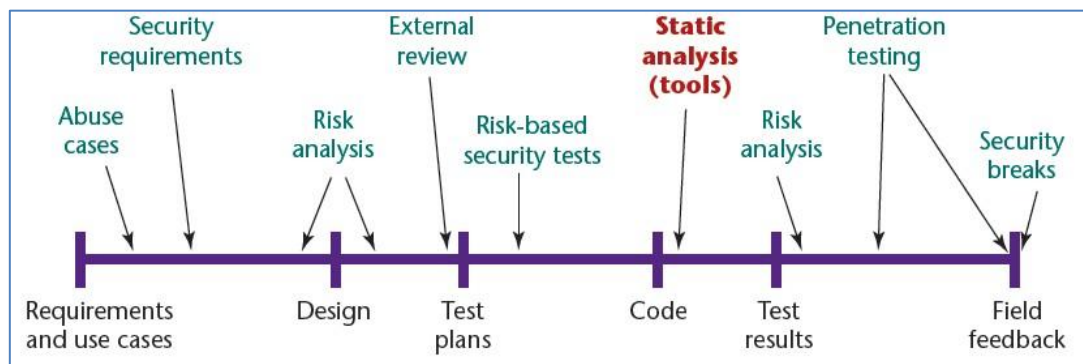 Security
requirements
External
review
Static
analysis
(tools)
Penetration
testing
Abuse
cases
Risk
analysis
Risk-based
security tests
Risk
analysis
Security
breaks
Requirements
and use cases
Design
Test
plans
Code
Test
results
Field
feedback